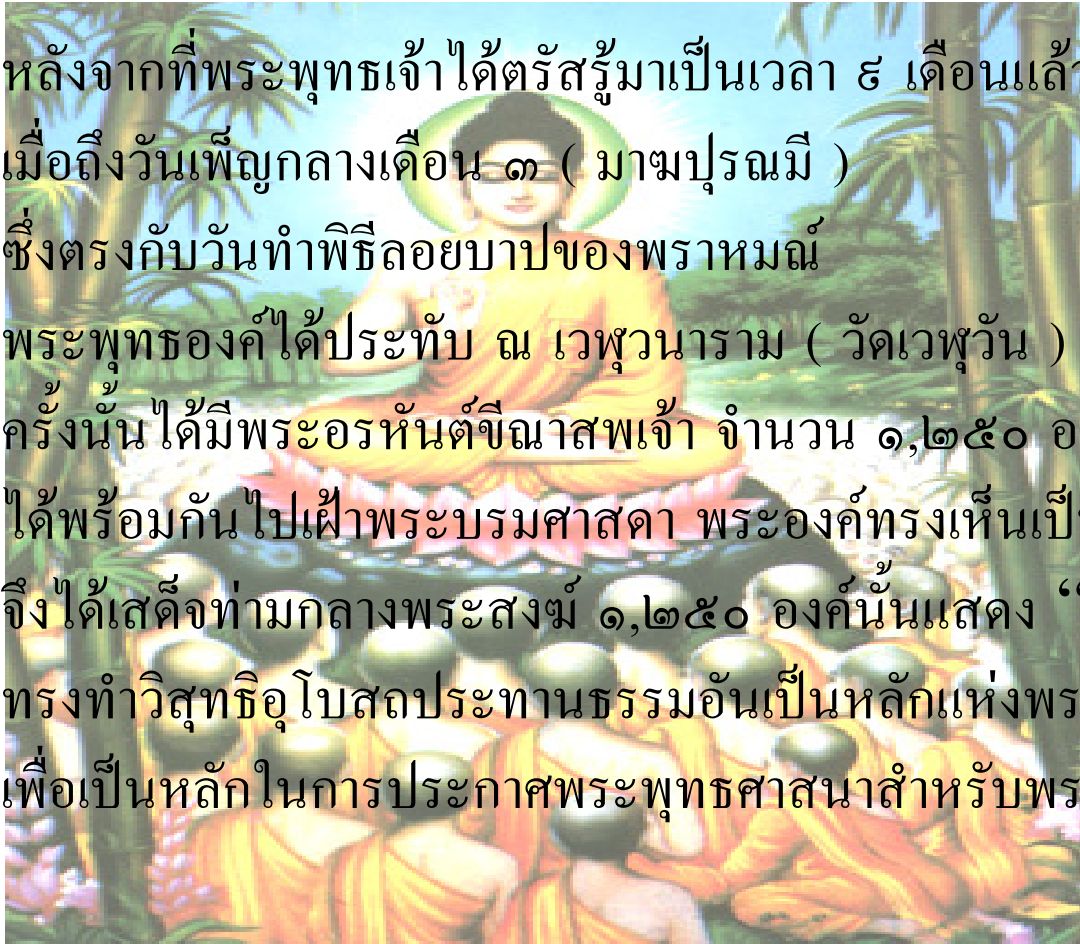 หลังจากที่พระพุทธเจ้าได้ตรัสรู้มาเป็นเวลา ๙ เดือนแล้ว
เมื่อถึงวันเพ็ญกลางเดือน ๓ ( มาฆปุรณมี )
ซึ่งตรงกับวันทำพิธีลอยบาปของพราหมณ์
พระพุทธองค์ได้ประทับ ณ เวฬุวนาราม ( วัดเวฬุวัน )
ครั้งนั้นได้มีพระอรหันต์ขีณาสพเจ้า จำนวน ๑,๒๕๐ อ
ได้พร้อมกันไปเฝ้าพระบรมศาสดา พระองค์ทรงเห็นเป็
จึงได้เสด็จท่ามกลางพระสงฆ์ ๑,๒๕๐ องค์นั้นแสดง “
ทรงทำวิสุทธิอุโบสถประทานธรรมอันเป็นหลักแห่งพร
เพื่อเป็นหลักในการประกาศพระพุทธศาสนาสำหรับพร